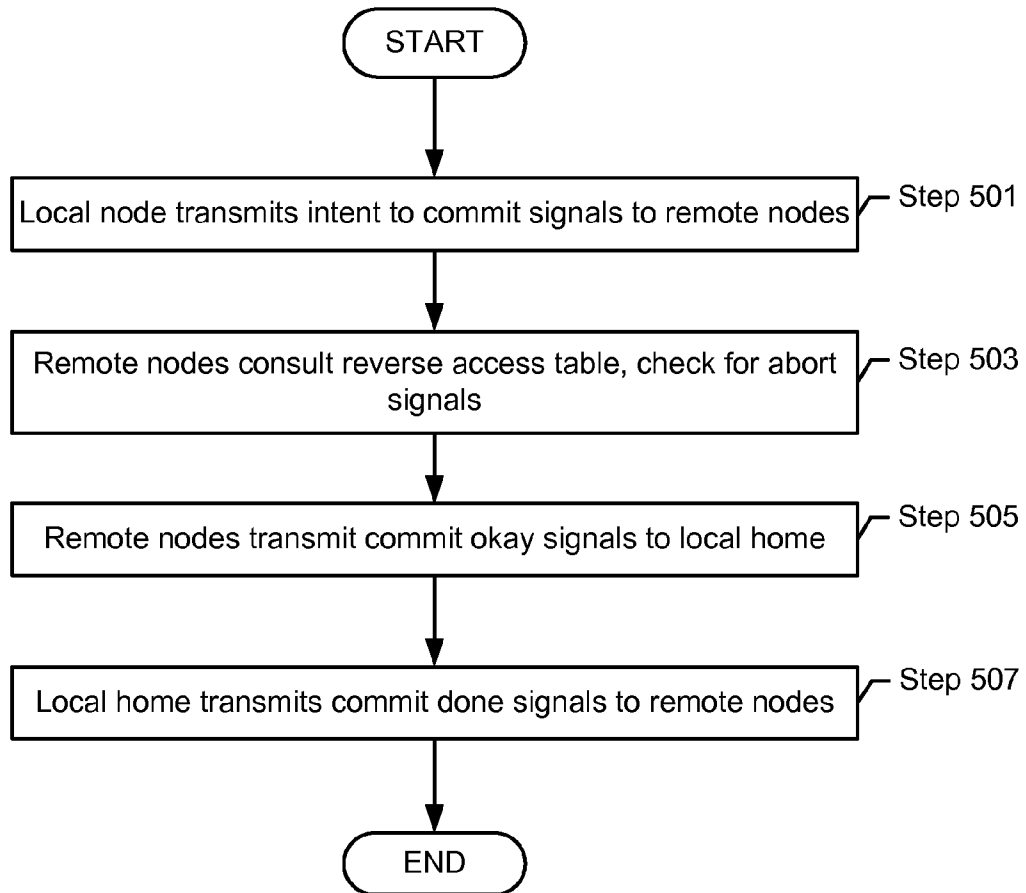 START
Local node transmits intent to commit signals to remote nodes
Step 501
Remote nodes consult reverse access table, check for abort
signals
Step 503
Remote nodes transmit commit okay signals to local home
Step 505
Local home transmits commit done signals to remote nodes
Step 507
END